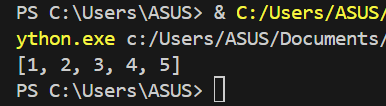 PS C:\Users\ASUS> & C:/Users/ASUS/
ython.exe c:/Users/ASUS/Documents/
[1, 2, 3, 4, 5]
PS C:\Users\ASUS>